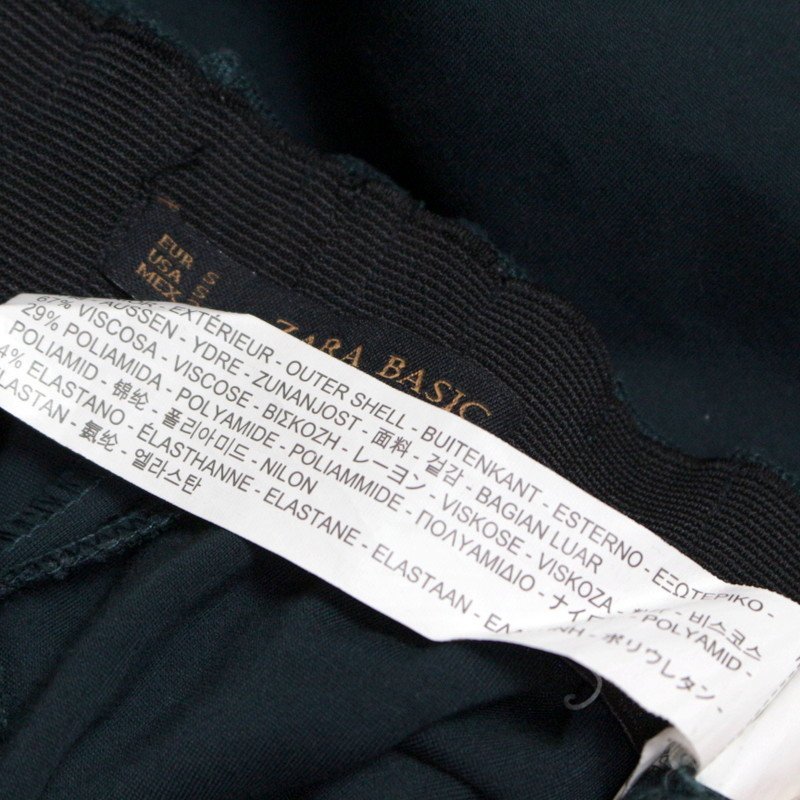 EUR S
USA S
MEX
ZARA BASIC
EXTÉRIEUR - OUTER SHELL - BUITENKANT - ESTERNO - ΕΞΩΤΕΡΙΚΟ -
AUSSEN - YDRE - ZUNANJOST - 面料 - 겉감 - BAGIAN LUAR
67% VISCOSA - VISCOSE - ΒΙΣΚΟΖΗ - レーヨン - VISKOSE - VISKOZA - 비스코스
29% POLIAMIDA - POLYAMIDE - POLIAMMIDE - ΠΟΛΥΑΜΙΔΙΟ - POLYAMID -
POLIAMID - 锦纶 - 폴리아미드 - NILON
4% ELASTANO - ÉLASTHANNE - ELASTANE - ELASTAAN - ポリウレタン -
ELASTAN - 氨纶 - 엘라스탄